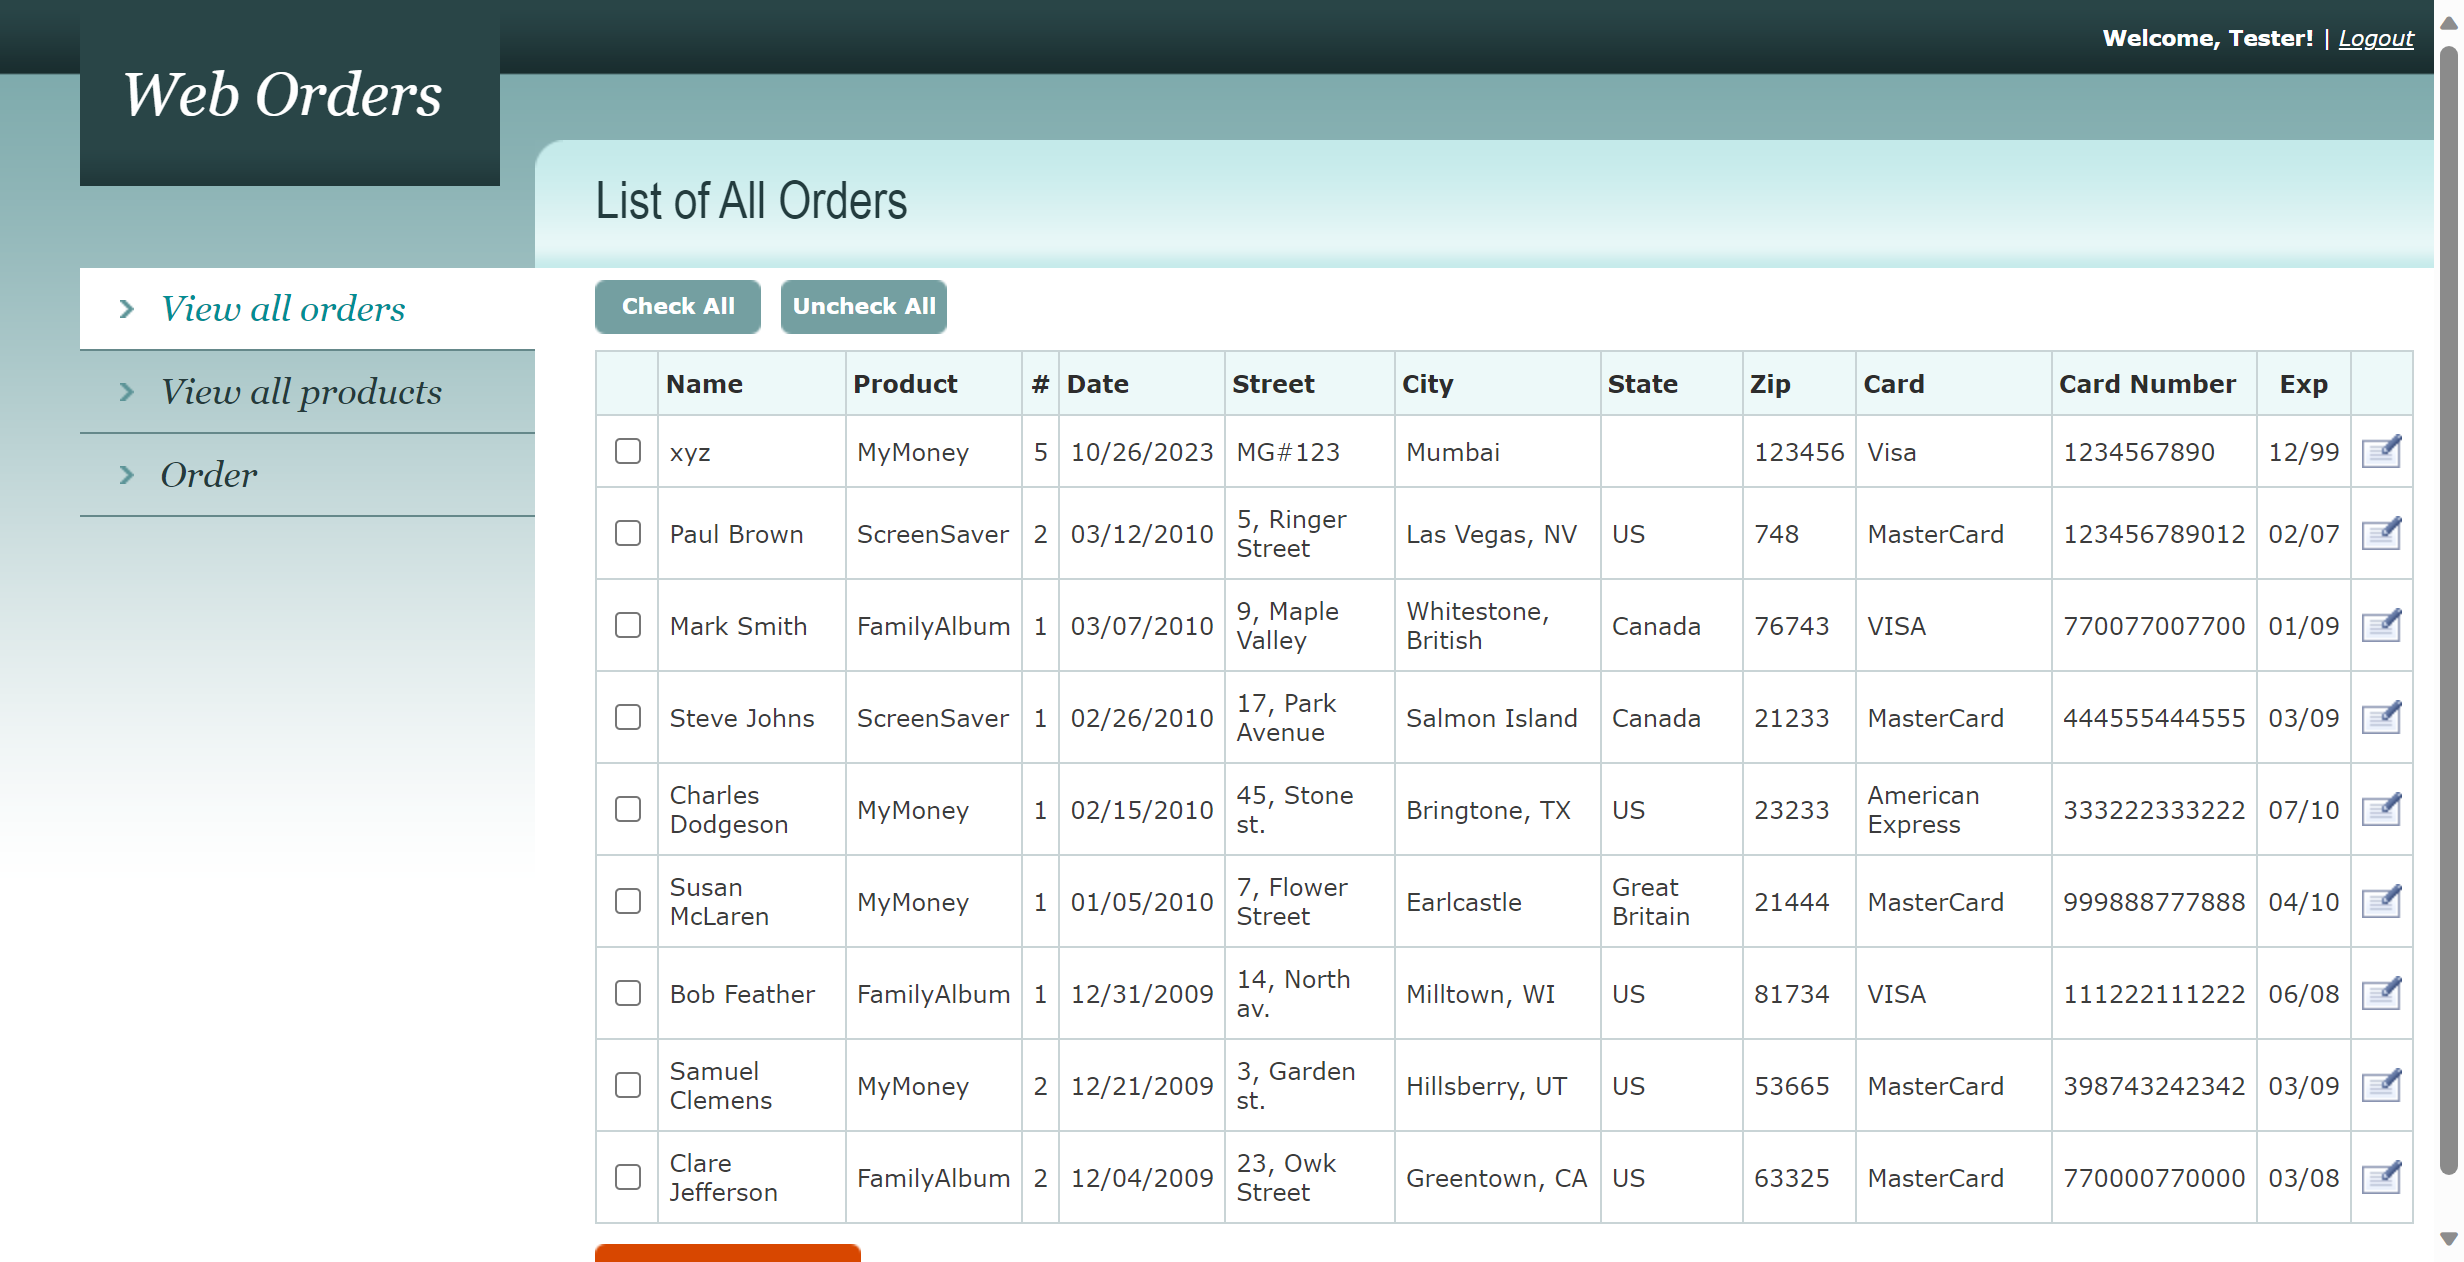 Welcome, Tester! | Logout
Web Orders
List of All Orders
View all orders
View all products
Order
Check All Uncheck All
Name Product # Date Street City State Zip Card Card Number Exp
xyz MyMoney 5 10/26/2023 MG#123 Mumbai 123456 Visa 1234567890 12/99
Paul Brown ScreenSaver 2 03/12/2010 5, Ringer Street Las Vegas, NV US 748 MasterCard 123456789012 02/07
Mark Smith FamilyAlbum 1 03/07/2010 9, Maple Valley Whitestone, British Canada 76743 VISA 770077007700 01/09
Steve Johns ScreenSaver 1 02/26/2010 17, Park Avenue Salmon Island Canada 21233 MasterCard 444555444555 03/09
Charles Dodgeson MyMoney 1 02/15/2010 45, Stone st. Bringtone, TX US 23233 American Express 333222333222 07/10
Susan McLaren MyMoney 1 01/05/2010 7, Flower Street Earlcastle Great Britain 21444 MasterCard 999888777888 04/10
Bob Feather FamilyAlbum 1 12/31/2009 14, North av. Milltown, WI US 81734 VISA 111222111222 06/08
Samuel Clemens MyMoney 2 12/21/2009 3, Garden st. Hillsberry, UT US 53665 MasterCard 398743242342 03/09
Clare Jefferson FamilyAlbum 2 12/04/2009 23, Owk Street Greentown, CA US 63325 MasterCard 770000770000 03/08